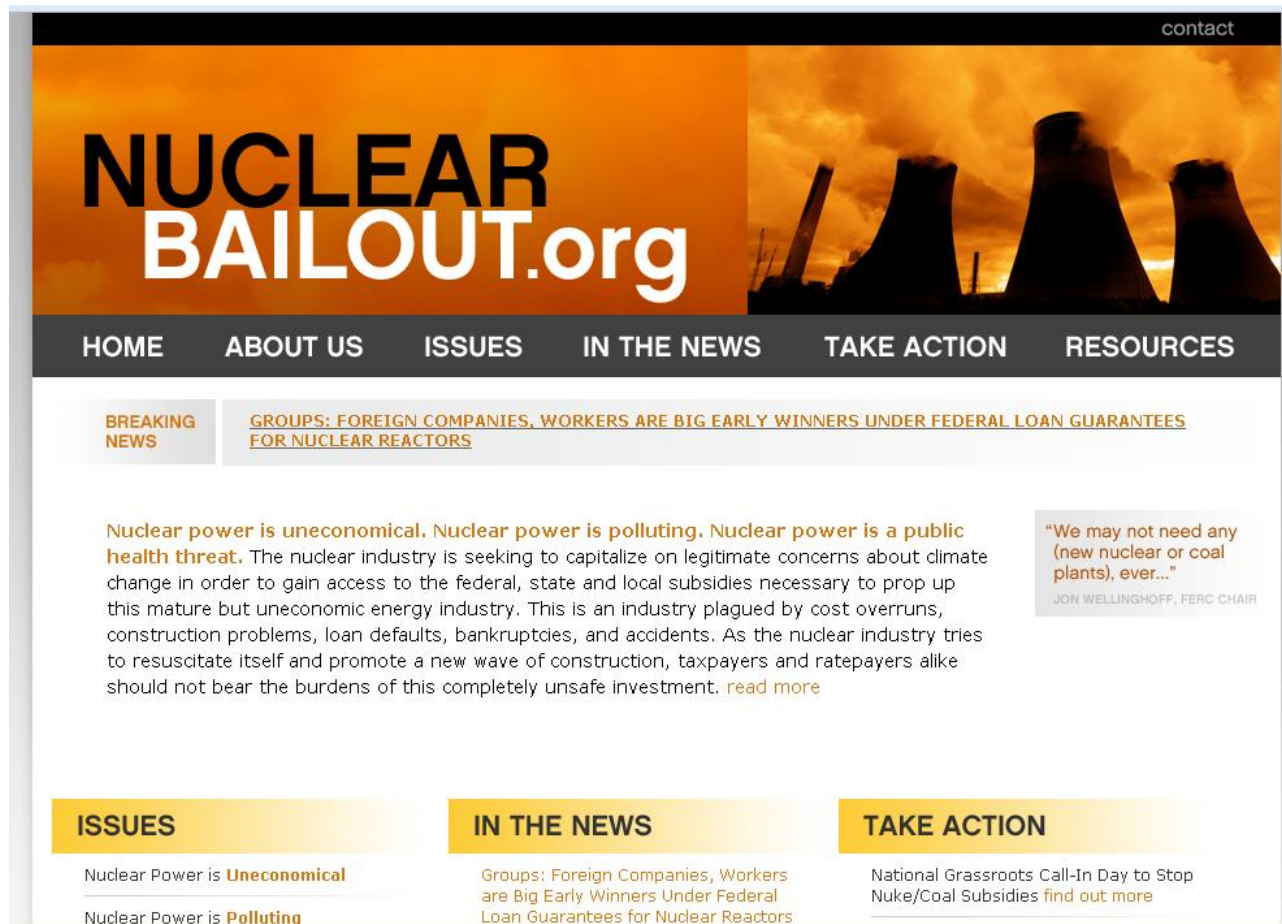 contact
NUCLEAR
BAILOUT.org
HOME ABOUT US ISSUES IN THE NEWS TAKE ACTION RESOURCES
BREAKING
NEWS
GROUPS: FOREIGN COMPANIES, WORKERS ARE BIG EARLY WINNERS UNDER FEDERAL LOAN GUARANTEES
FOR NUCLEAR REACTORS
Nuclear power is uneconomical. Nuclear power is polluting. Nuclear power is a public
health threat. The nuclear industry is seeking to capitalize on legitimate concerns about climate
change in order to gain access to the federal, state and local subsidies necessary to prop up
this mature but uneconomic energy industry. This is an industry plagued by cost overruns,
construction problems, loan defaults, bankruptcies, and accidents. As the nuclear industry tries
to resuscitate itself and promote a new wave of construction, taxpayers and ratepayers alike
should not bear the burdens of this completely unsafe investment. read more
“We may not need any
(new nuclear or coal
plants), ever...”
JON WELLINGHOFF, FERC CHAIR
ISSUES
Nuclear Power is Uneconomical
Nuclear Power is Polluting
IN THE NEWS
Groups: Foreign Companies, Workers
are Big Early Winners Under Federal
Loan Guarantees for Nuclear Reactors
TAKE ACTION
National Grassroots Call-In Day to Stop
Nuke/Coal Subsidies find out more